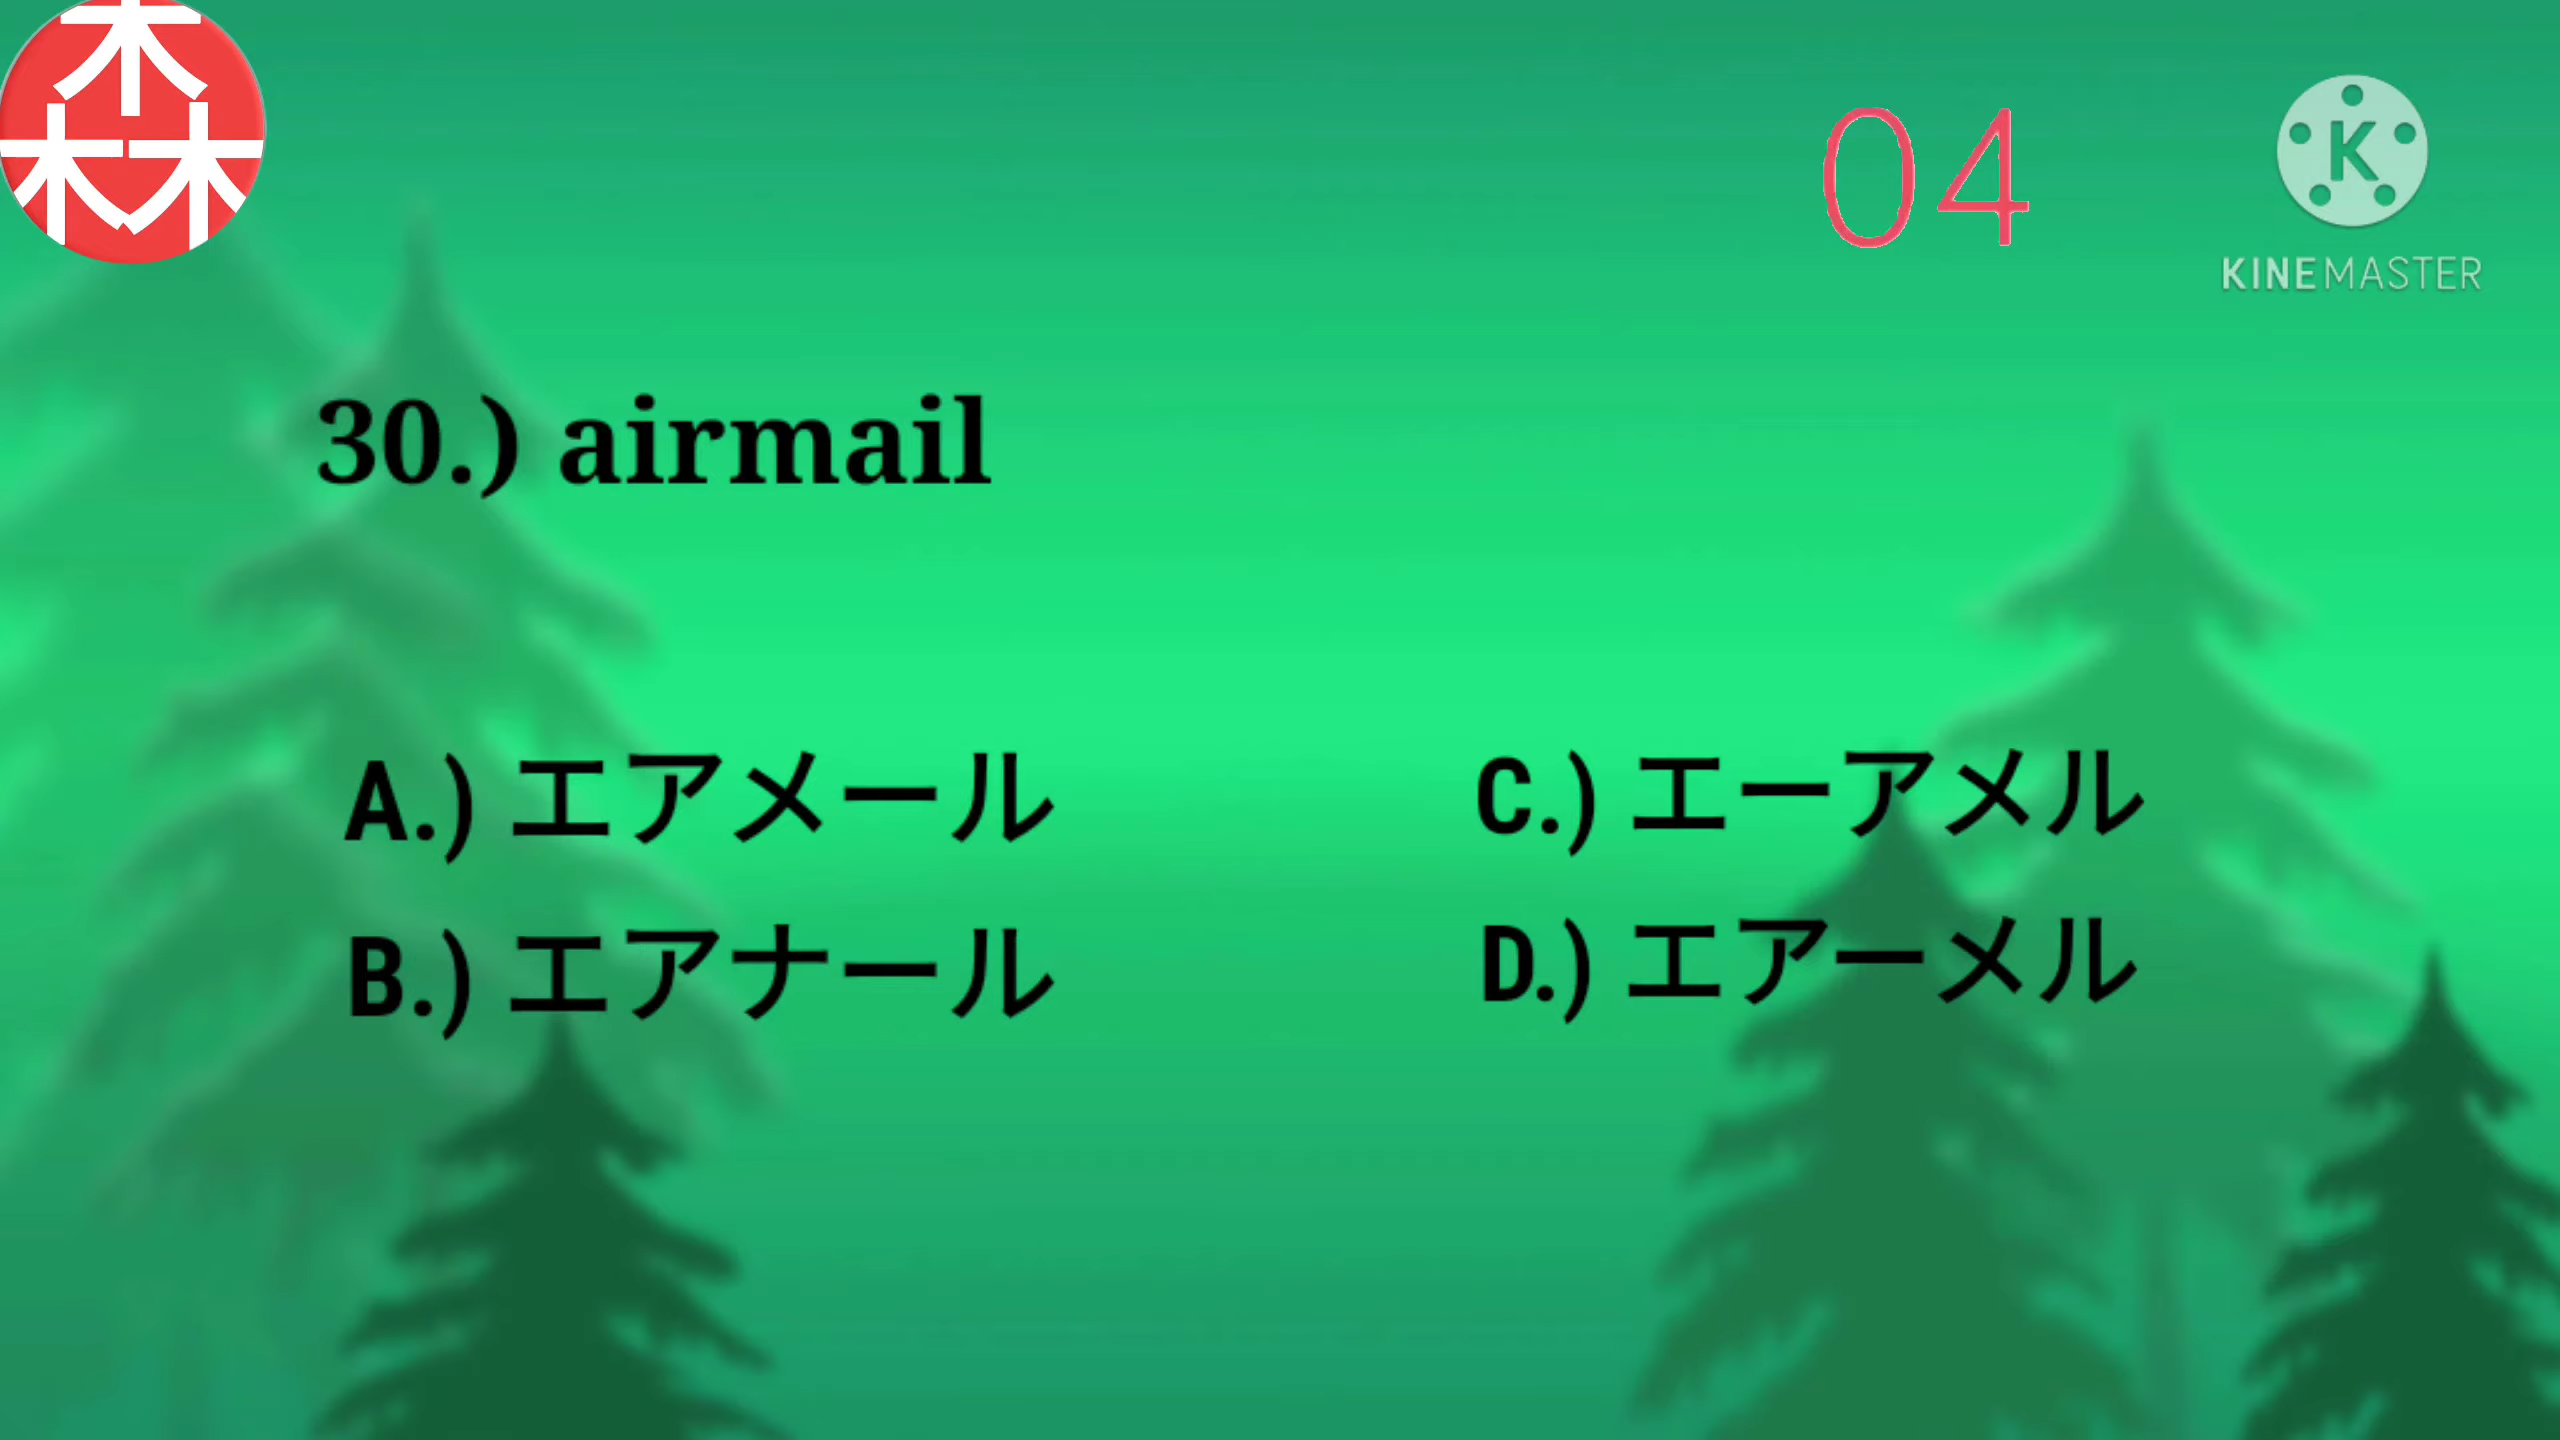 森
04
K
KINEMASTER
30.) airmail
A.) エアメール
B.) エアナール
C.) エーアメル
D.) エアーメル